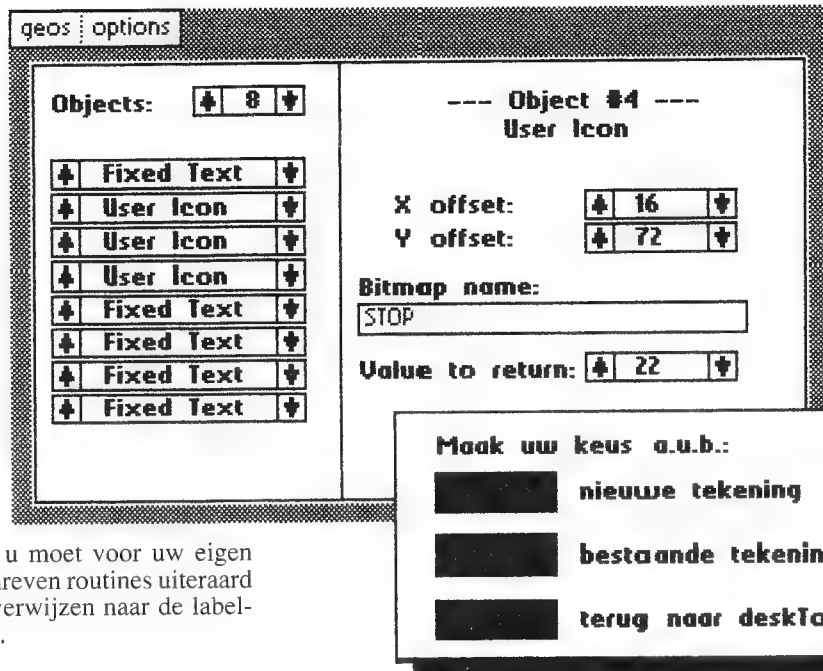 geos options
Objects: 8
Fixed Text
User Icon
User Icon
User Icon
Fixed Text
Fixed Text
Fixed Text
Fixed Text
--- Object #4 ---
User Icon
X offset: 16
Y offset: 72
Bitmap name:
STOP
Value to return: 22
Maak uw keus a.u.b.:
nieuwe tekening
bestaande tekenin
terug naar deskTo
u moet voor uw eigen
reven routines uiteraard
erwijzen naar de label-